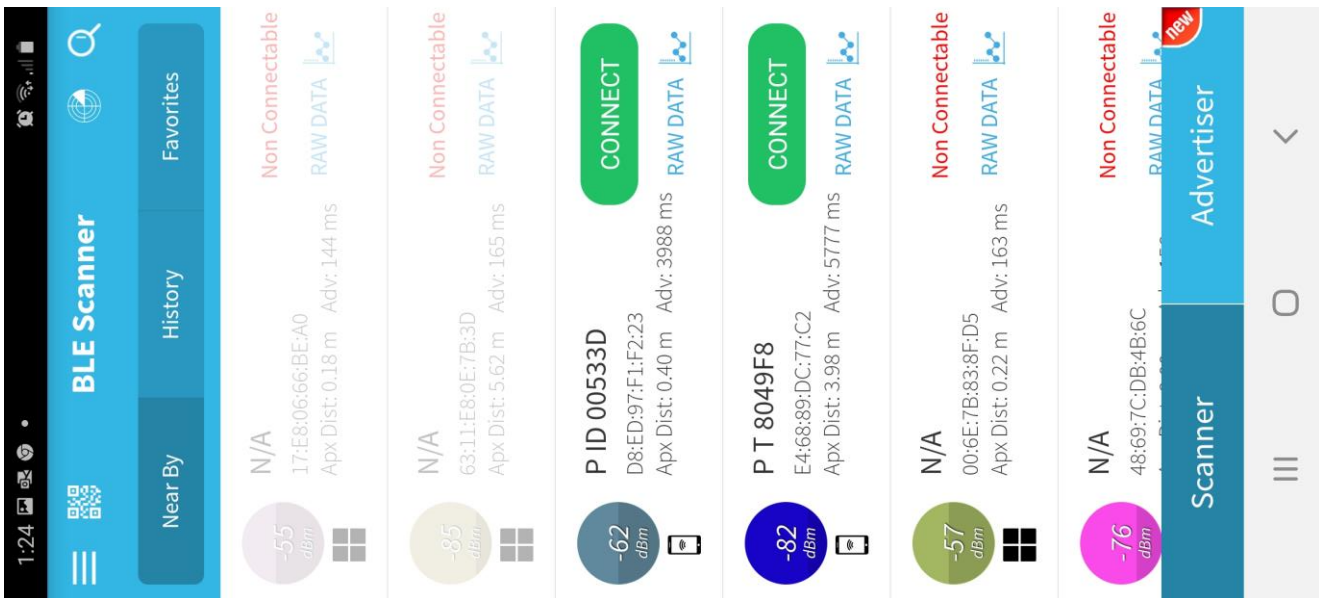 1:24
BLE Scanner
Near By
History
Favorites
-55
dBm
N/A
17:E8:06:66:BE:A0
Apx Dist: 0.18 m Adv: 144 ms
Non Connectable
RAW DATA
-85
dBm
N/A
63:11:E8:0E:7B:3D
Apx Dist: 5.62 m Adv: 165 ms
Non Connectable
RAW DATA
-62
dBm
P ID 00533D
D8:ED:97:F1:F2:23
Apx Dist: 0.40 m Adv: 3988 ms
CONNECT
RAW DATA
-82
dBm
P T 8049F8
E4:68:89:DC:77:C2
Apx Dist: 3.98 m Adv: 5777 ms
CONNECT
RAW DATA
-57
dBm
N/A
00:6E:7B:83:8F:D5
Apx Dist: 0.22 m Adv: 163 ms
Non Connectable
RAW DATA
-76
dBm
N/A
48:69:7C:DB:4B:6C
Non Connectable
RAW DATA
Scanner
Advertiser
new